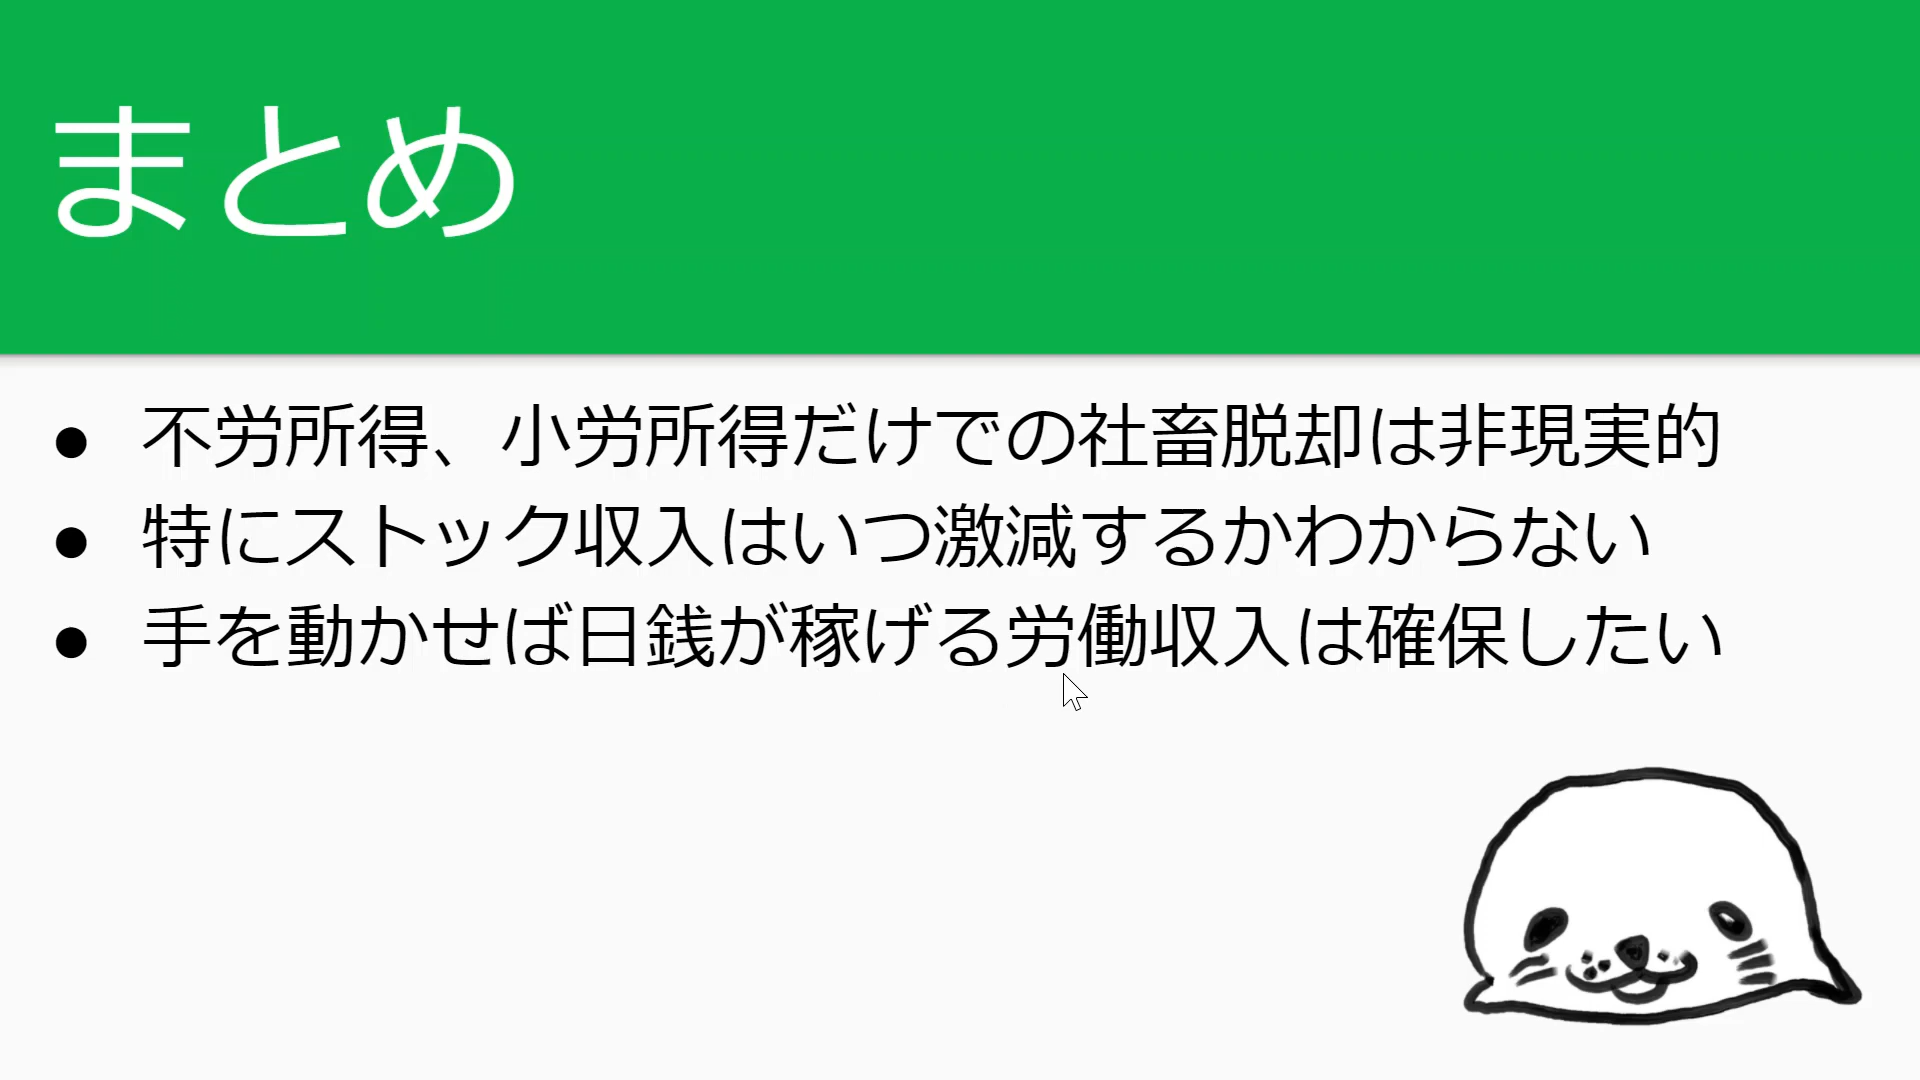 まとめ
● 不労所得、小労所得だけでの社畜脱却は非現実的
● 特にストック収入はいつ激減するかわからない
● 手を動かせば日銭が稼げる労働収入は確保したい